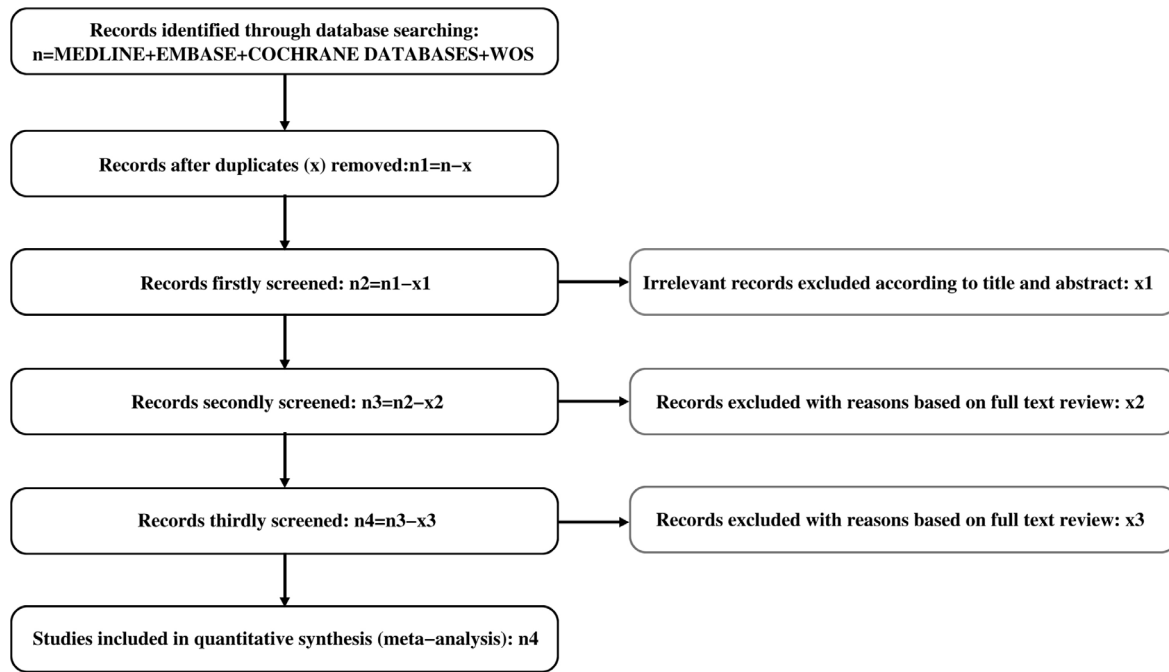 Records identified through database searching:
n=MEDLINE+EMBASE+COCHRANE DATABASES+WOS
Records after duplicates (x) removed:n1=n−x
Records firstly screened: n2=n1−x1
Irrelevant records excluded according to title and abstract: x1
Records secondly screened: n3=n2−x2
Records excluded with reasons based on full text review: x2
Records thirdly screened: n4=n3−x3
Records excluded with reasons based on full text review: x3
Studies included in quantitative synthesis (meta−analysis): n4